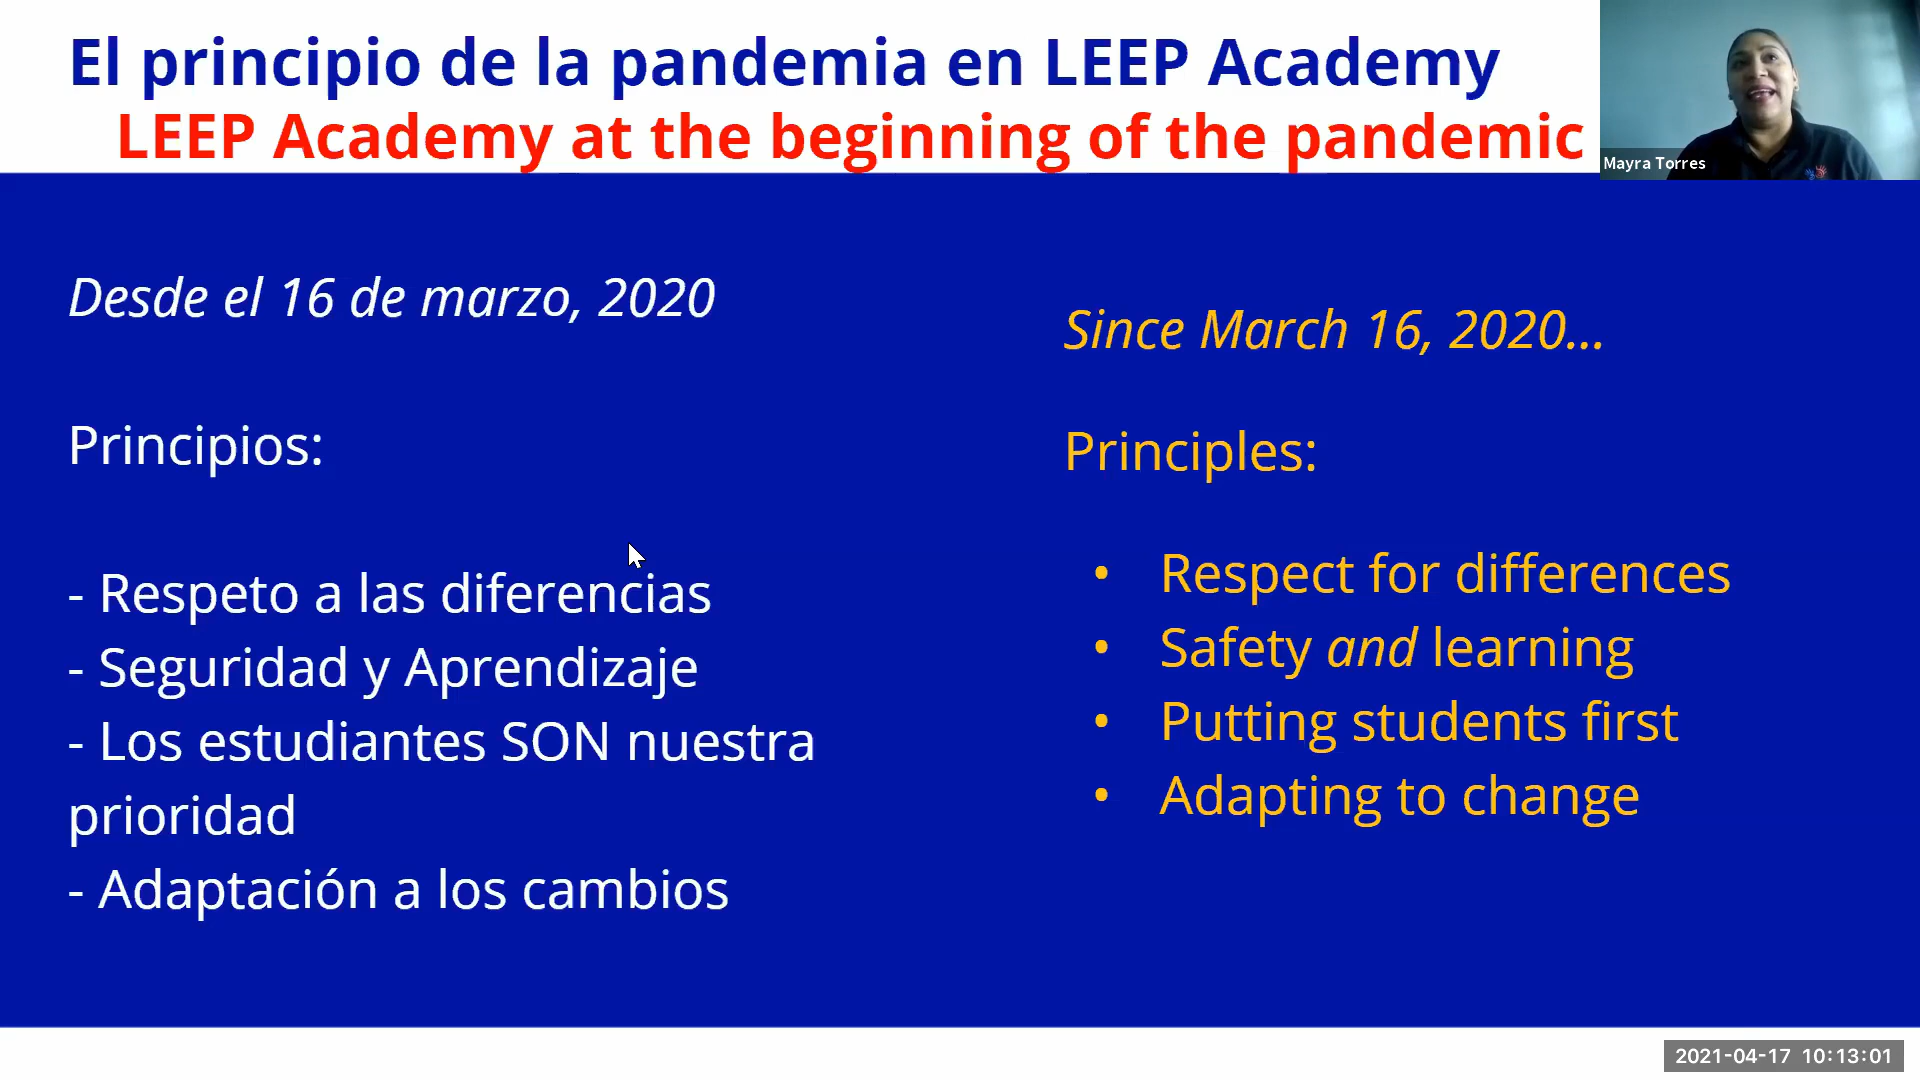 El principio de la pandemia en LEEP Academy
LEEP Academy at the beginning of the pandemic
Mayra Torres
Desde el 16 de marzo, 2020
Principios:
- Respeto a las diferencias
- Seguridad y Aprendizaje
- Los estudiantes SON nuestra
prioridad
- Adaptación a los cambios
Since March 16, 2020...
Principles:
• Respect for differences
• Safety and learning
• Putting students first
• Adapting to change
2021-04-17 10:13:01